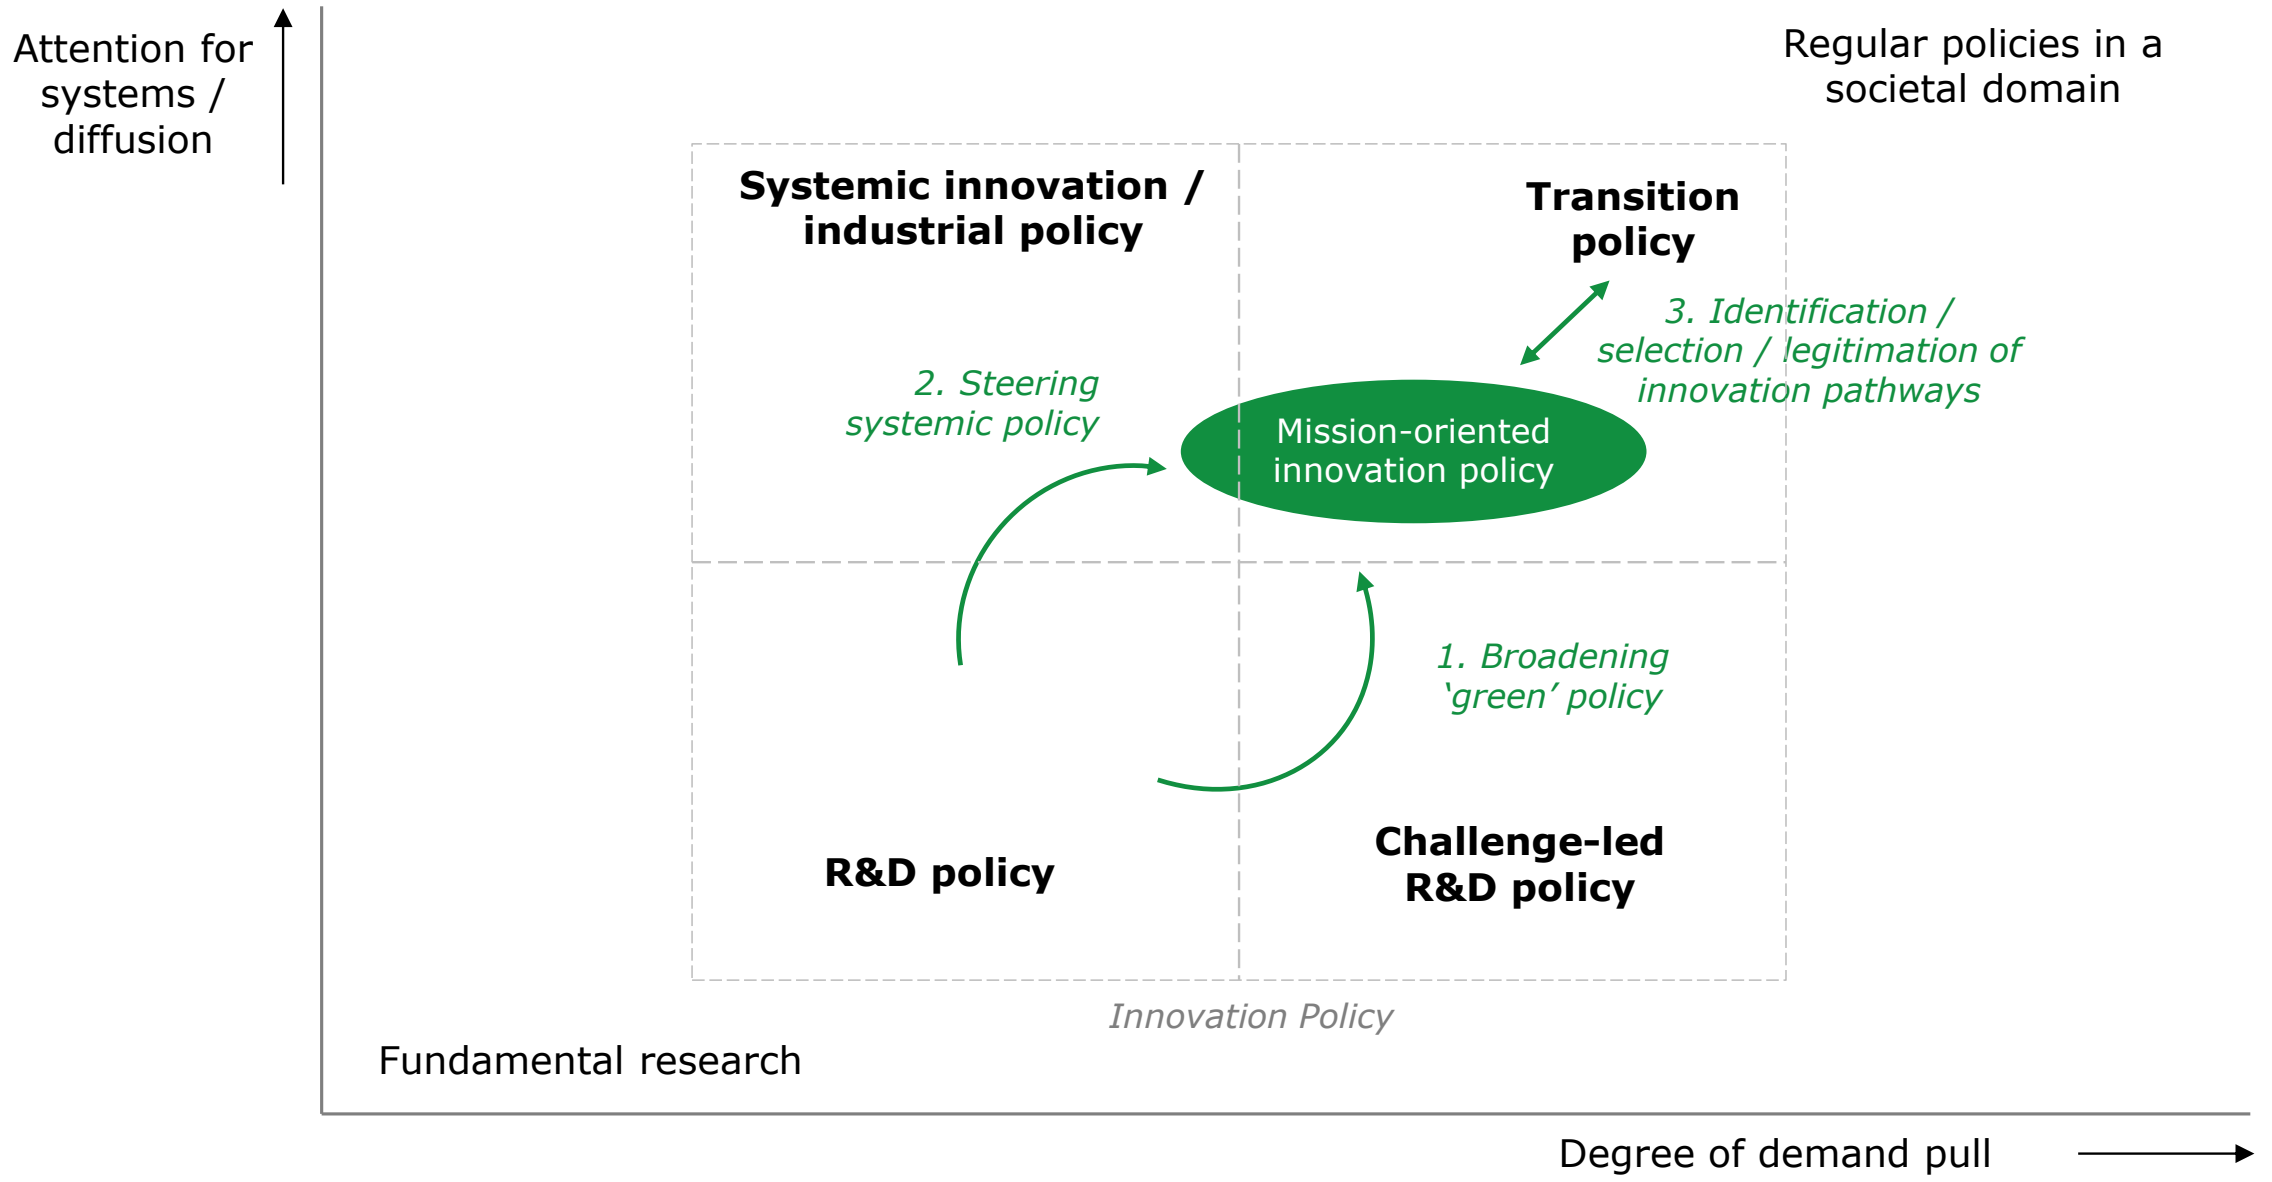 Attention for
systems /
diffusion
Regular policies in a
societal domain
Systemic innovation /
industrial policy
Transition
policy
3. Identification /
selection / legitimation of
innovation pathways
2. Steering
systemic policy
Mission-oriented
innovation policy
1. Broadening
‘green’ policy
R&D policy
Challenge-led
R&D policy
Innovation Policy
Fundamental research
Degree of demand pull